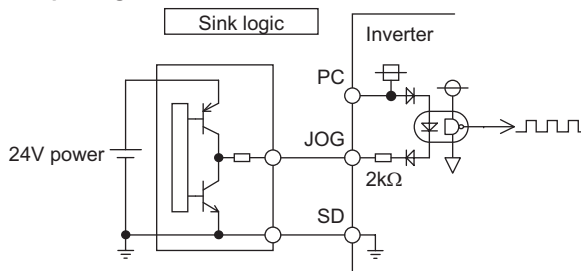 Sink logic
Inverter
PC
JOG
24V power
2kΩ
SD